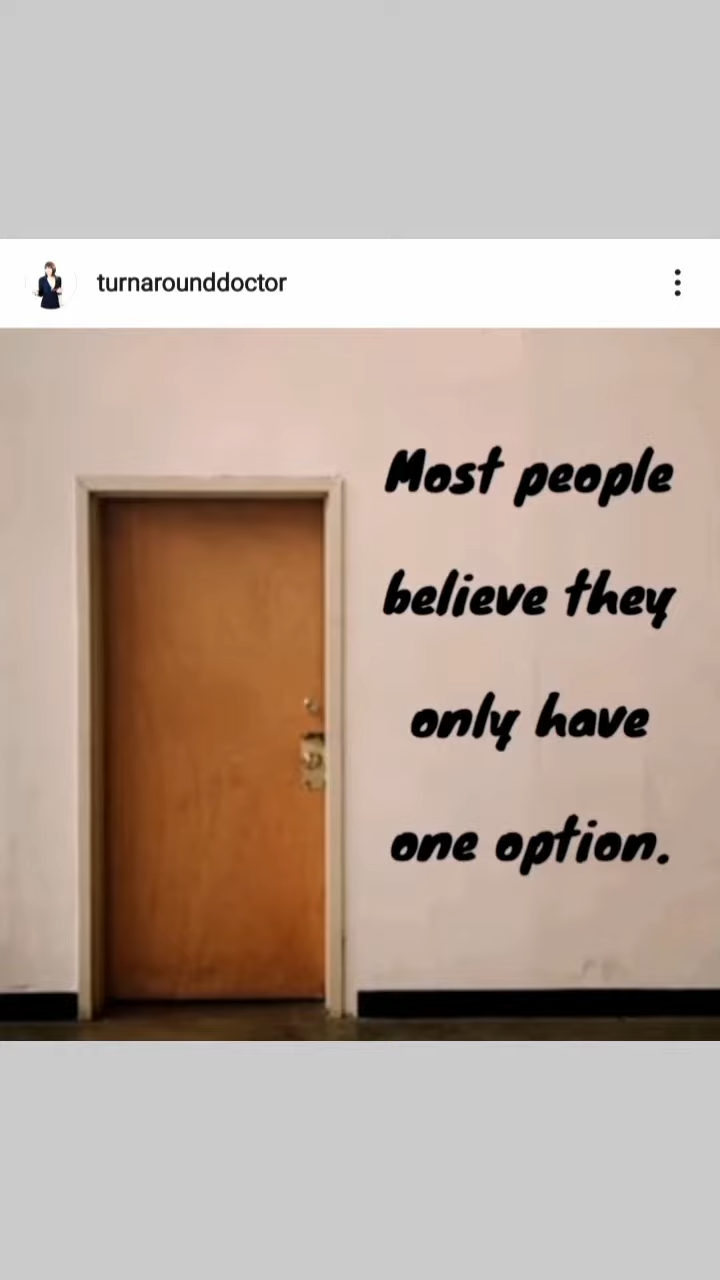 turnarounddoctor
Most people
believe they
only have
one option.